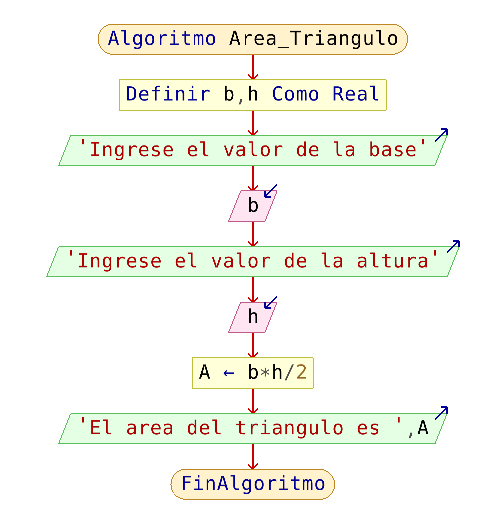 Algoritmo Area_Triangulo
Definir b,h Como Real
'Ingrese el valor de la base'
b
'Ingrese el valor de la altura'
h
A ← b*h/2
'El area del triangulo es ',A
FinAlgoritmo